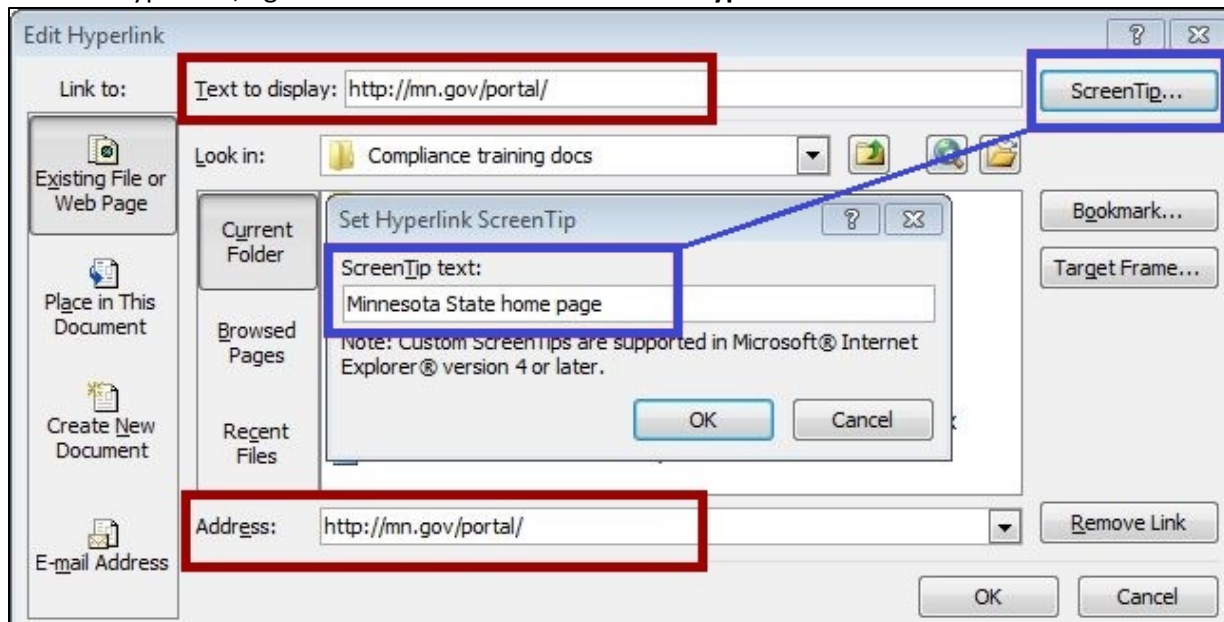 Edit Hyperlink
Link to:
Text to display: http://mn.gov/portal/
ScreenTip...
Existing File or
Web Page
Look in: Compliance training docs
Current
Folder
Set Hyperlink ScreenTip
ScreenTip text:
Minnesota State home page
Note: Custom ScreenTips are supported in Microsoft® Internet
Explorer® version 4 or later.
OK Cancel
Bookmark...
Target Frame...
Place in This
Document
Browsed
Pages
Create New
Document
Recent
Files
Address: http://mn.gov/portal/
Remove Link
E-mail Address
OK Cancel